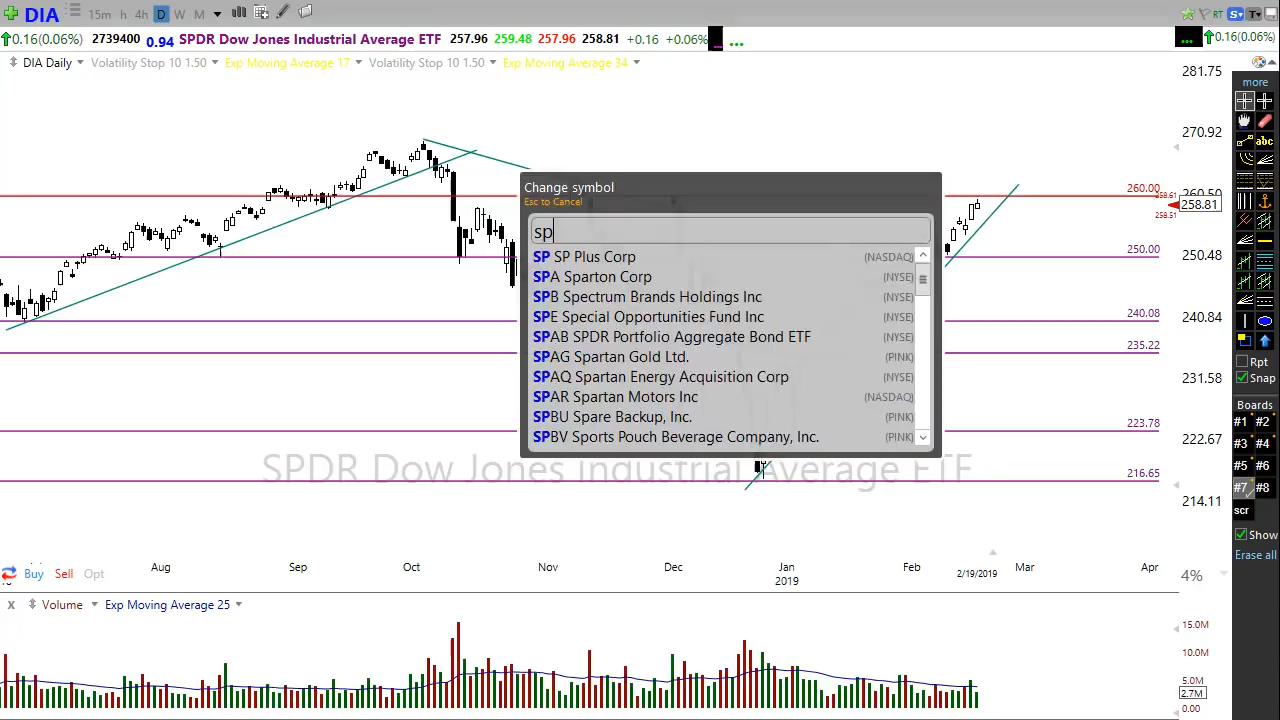 DIA 15m h 4h D W M RT S T
0.16(0.06%) 2739400 0.94 SPDR Dow Jones Industrial Average ETF 257.96 259.48 257.96 258.81 +0.16 +0.06% ... ... 0.16(0.06%)
DIA Daily Volatility Stop 10 1.50 Exp Moving Average 17 Volatility Stop 10 1.50 Exp Moving Average 34
281.75
more
270.92
abc
Change symbol
Esc to Cancel
sp
SP SP Plus Corp (NASDAQ)
SPA Sparton Corp (NYSE)
SPB Spectrum Brands Holdings Inc (NYSE)
SPE Special Opportunities Fund Inc (NYSE)
SPAB SPDR Portfolio Aggregate Bond ETF (NYSE)
SPAG Spartan Gold Ltd. (PINK)
SPAQ Spartan Energy Acquisition Corp (NYSE)
SPAR Spartan Motors Inc (NASDAQ)
SPBU Spare Backup, Inc. (PINK)
SPBV Sports Pouch Beverage Company, Inc. (PINK)
260.00
260.50
258.61
258.81
258.51
250.00
250.48
240.08
240.84
235.22
231.58
223.78
222.67
216.65
214.11
SPDR Dow Jones Industrial Average ETF
Rpt
Snap
Boards
#1 #2
#3 #4
#5 #6
#7 #8
scr
Show
Erase all
Aug Sep Oct Nov Dec Jan Feb Mar Apr
2019 2/19/2019
Buy Sell Opt
4%
x Volume Exp Moving Average 25
15.0M
10.0M
5.0M
2.7M
0.00